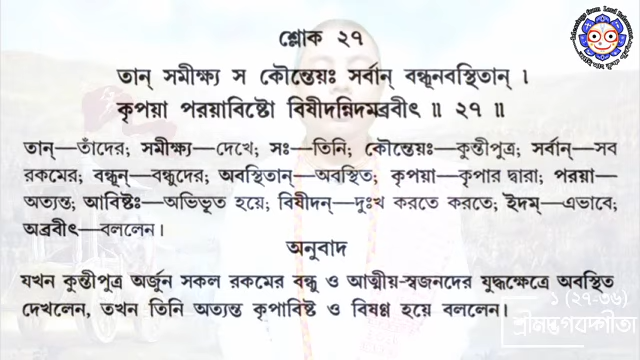 শ্লোক ২৭
তান্ সমীক্ষ্য স কৌন্তেয়ঃ সর্বান্ বন্ধূনবস্থিতান্ ।
কৃপয়া পরয়াবিষ্টো বিষীদন্নিদমব্রবীৎ ॥ ২৭ ॥
তান্—তাঁদের; সমীক্ষ্য—দেখে; সঃ—তিনি; কৌন্তেয়ঃ—কুন্তীপুত্র; সর্বান্—সব
রকমের; বন্ধূন্—বন্ধুদের; অবস্থিতান্—অবস্থিত; কৃপয়া—কৃপার দ্বারা; পরয়া—
অত্যন্ত; আবিষ্টঃ—অভিভূত হয়ে; বিষীদন্—দুঃখ করতে করতে; ইদম্—এভাবে;
অব্রবীৎ—বললেন।
অনুবাদ
যখন কুন্তীপুত্র অর্জুন সকল রকমের বন্ধু ও আত্মীয়-স্বজনদের যুদ্ধক্ষেত্রে অবস্থিত
দেখলেন, তখন তিনি অত্যন্ত কৃপাবিষ্ট ও বিষণ্ণ হয়ে বললেন।
১ (২৭-৩৬)
শ্রীমদ্ভগবদ্গীতা